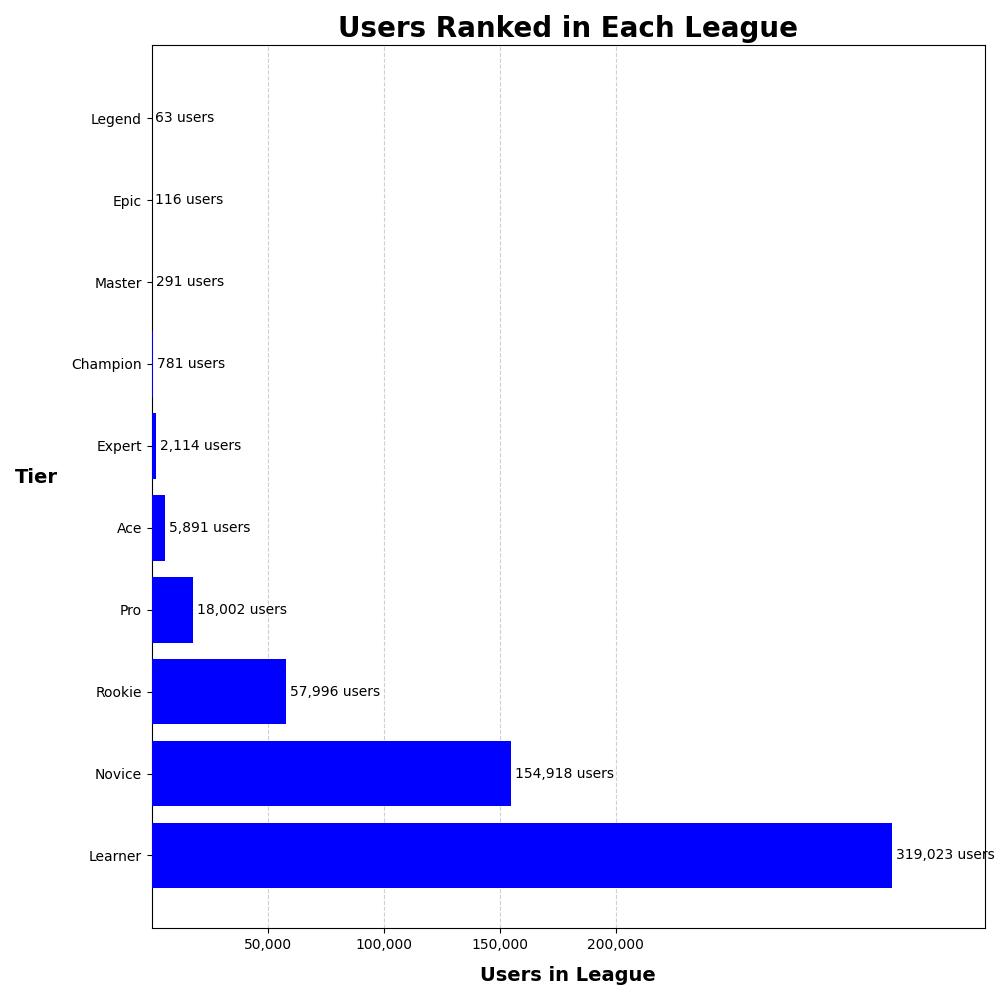 Users Ranked in Each League
Legend 63 users
Epic 116 users
Master 291 users
Champion 781 users
Expert 2,114 users
Tier
Ace 5,891 users
Pro 18,002 users
Rookie 57,996 users
Novice 154,918 users
Learner 319,023 users
50,000 100,000 150,000 200,000
Users in League